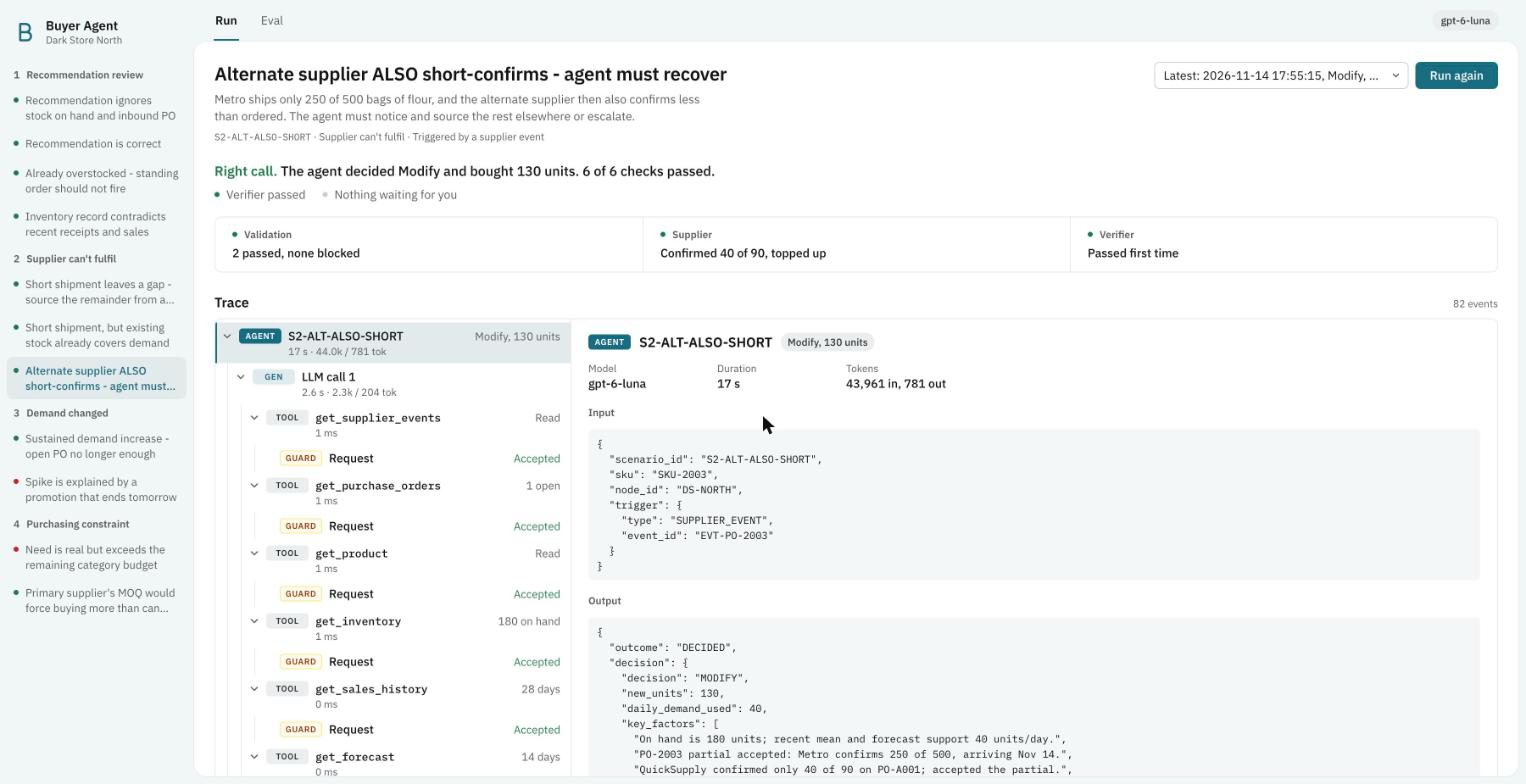 B
Buyer Agent
Dark Store North
1 Recommendation review
Recommendation ignores
stock on hand and inbound PO
Recommendation is correct
Already overstocked - standing
order should not fire
Inventory record contradicts
recent receipts and sales
2 Supplier can't fulfil
Short shipment leaves a gap -
source the remainder from a...
Short shipment, but existing
stock already covers demand
Alternate supplier ALSO
short-confirms - agent must...
3 Demand changed
Sustained demand increase -
open PO no longer enough
Spike is explained by a
promotion that ends tomorrow
4 Purchasing constraint
Need is real but exceeds the
remaining category budget
Primary supplier's MOQ would
force buying more than can...
Run Eval
gpt-6-luna
Alternate supplier ALSO short-confirms - agent must recover
Latest: 2026-11-14 17:55:15, Modify, ...
Run again
Metro ships only 250 of 500 bags of flour, and the alternate supplier then also confirms less
than ordered. The agent must notice and source the rest elsewhere or escalate.
S2-ALT-ALSO-SHORT · Supplier can't fulfil · Triggered by a supplier event
Right call. The agent decided Modify and bought 130 units. 6 of 6 checks passed.
Verifier passed Nothing waiting for you
Validation
2 passed, none blocked
Supplier
Confirmed 40 of 90, topped up
Verifier
Passed first time
Trace
82 events
AGENT S2-ALT-ALSO-SHORT Modify, 130 units
17 s · 44.0k / 781 tok
GEN LLM call 1
2.6 s · 2.3k / 204 tok
TOOL get_supplier_events Read
1 ms
GUARD Request Accepted
TOOL get_purchase_orders 1 open
1 ms
GUARD Request Accepted
TOOL get_product Read
1 ms
GUARD Request Accepted
TOOL get_inventory 180 on hand
1 ms
GUARD Request Accepted
TOOL get_sales_history 28 days
0 ms
GUARD Request Accepted
TOOL get_forecast 14 days
0 ms
AGENT S2-ALT-ALSO-SHORT Modify, 130 units
Model Duration Tokens
gpt-6-luna 17 s 43,961 in, 781 out
Input
{
"scenario_id": "S2-ALT-ALSO-SHORT",
"sku": "SKU-2003",
"node_id": "DS-NORTH",
"trigger": {
"type": "SUPPLIER_EVENT",
"event_id": "EVT-PO-2003"
}
}
Output
{
"outcome": "DECIDED",
"decision": {
"decision": "MODIFY",
"new_units": 130,
"daily_demand_used": 40,
"key_factors": [
"On hand is 180 units; recent mean and forecast support 40 units/day.",
"PO-2003 partial accepted: Metro confirms 250 of 500, arriving Nov 14.",
"QuickSupply confirmed only 40 of 90 on PO-A001; accepted the partial.",